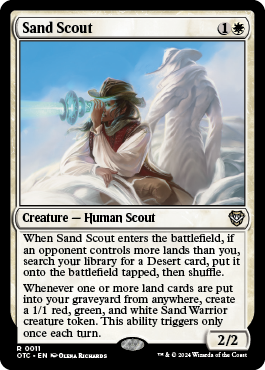 Sand Scout 1
Creature — Human Scout
When Sand Scout enters the battlefield, if
an opponent controls more lands than you,
search your library for a Desert card, put it
onto the battlefield tapped, then shuffle.
Whenever one or more land cards are put
into your graveyard from anywhere, create
a 1/1 red, green, and white Sand Warrior
creature token. This ability triggers only
once each turn.
2/2
R 0011
OTC • EN Olena Richards
™ & © 2024 Wizards of the Coast